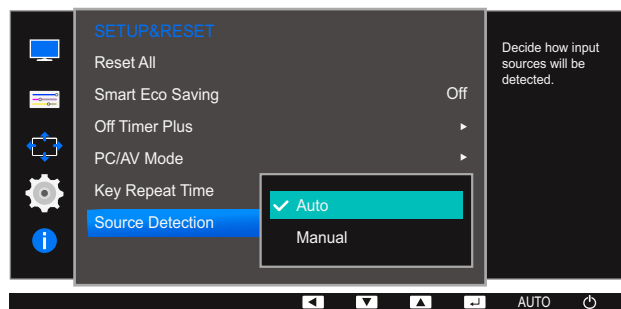 SETUP&RESET
Reset All
Smart Eco Saving Off
Off Timer Plus
PC/AV Mode
Key Repeat Time
Source Detection
Auto
Manual
Decide how input
sources will be
detected.
AUTO